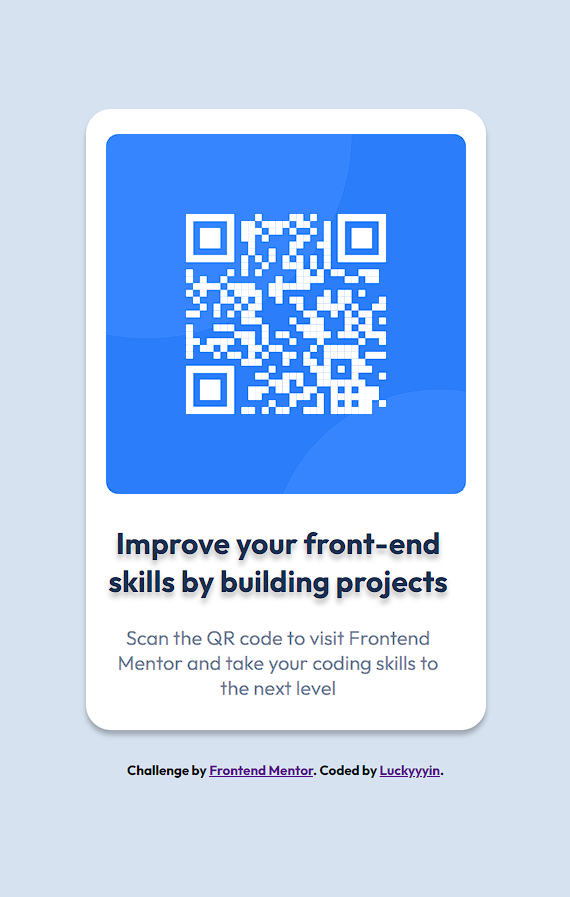 Improve your front-end
skills by building projects
Scan the QR code to visit Frontend
Mentor and take your coding skills to
the next level
Challenge by Frontend Mentor. Coded by Luckyyyin.